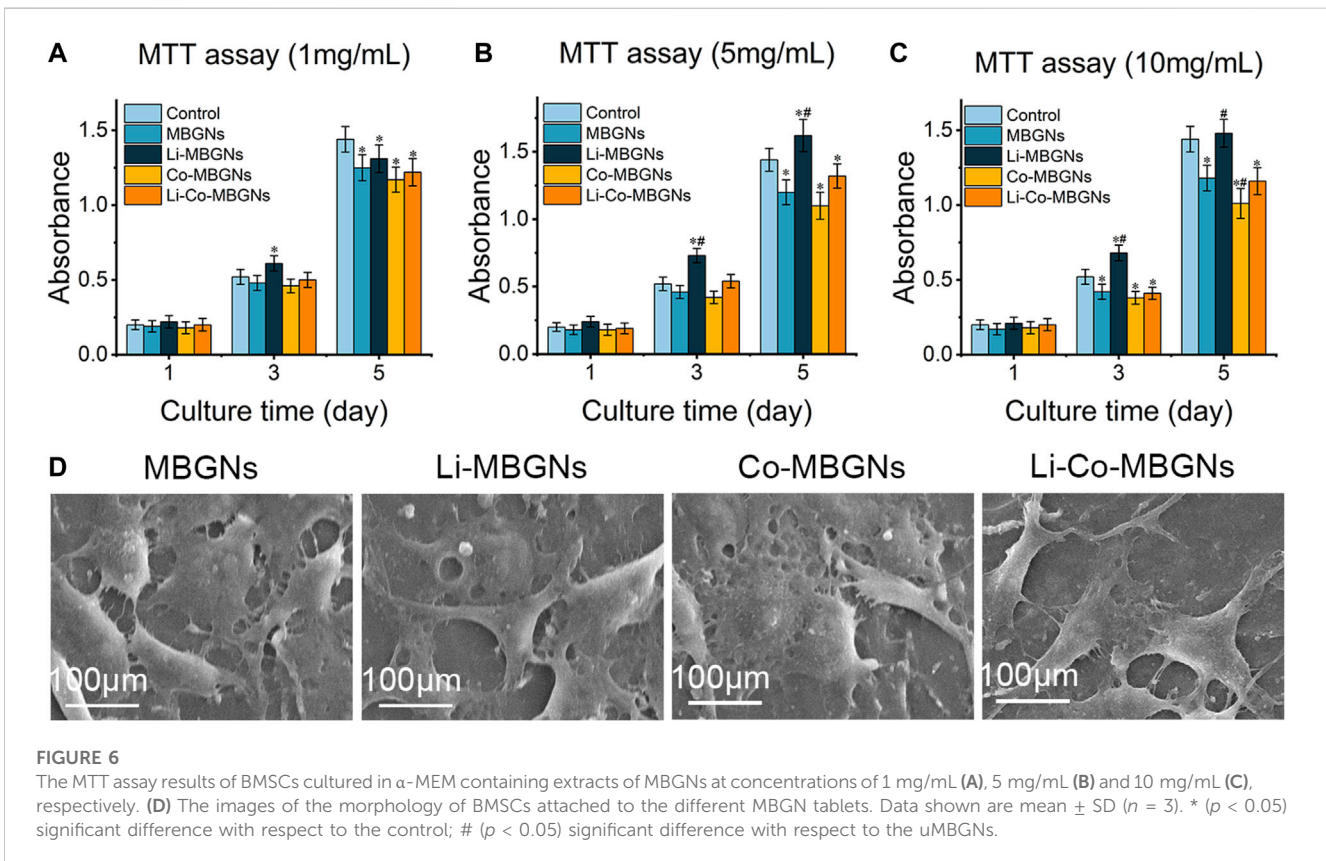 A
MTT assay (1mg/mL)
Absorbance
1.5
1.0
0.5
0.0
Control
MBGNs
Li-MBGNs
Co-MBGNs
Li-Co-MBGNs
*
* * * *
1 3 5
Culture time (day)
B
MTT assay (5mg/mL)
Absorbance
1.5
1.0
0.5
0.0
Control
MBGNs
Li-MBGNs
Co-MBGNs
Li-Co-MBGNs
*#
* *# * *
1 3 5
Culture time (day)
C
MTT assay (10mg/mL)
Absorbance
1.5
1.0
0.5
0.0
Control
MBGNs
Li-MBGNs
Co-MBGNs
Li-Co-MBGNs
* *# * *
* # *# *
1 3 5
Culture time (day)
D
MBGNs Li-MBGNs Co-MBGNs Li-Co-MBGNs
100μm 100μm 100μm 100μm
FIGURE 6
The MTT assay results of BMSCs cultured in α-MEM containing extracts of MBGNs at concentrations of 1 mg/mL (A), 5 mg/mL (B) and 10 mg/mL (C),
respectively. (D) The images of the morphology of BMSCs attached to the different MBGN tablets. Data shown are mean ± SD (n = 3). * (p < 0.05)
significant difference with respect to the control; # (p < 0.05) significant difference with respect to the uMBGNs.